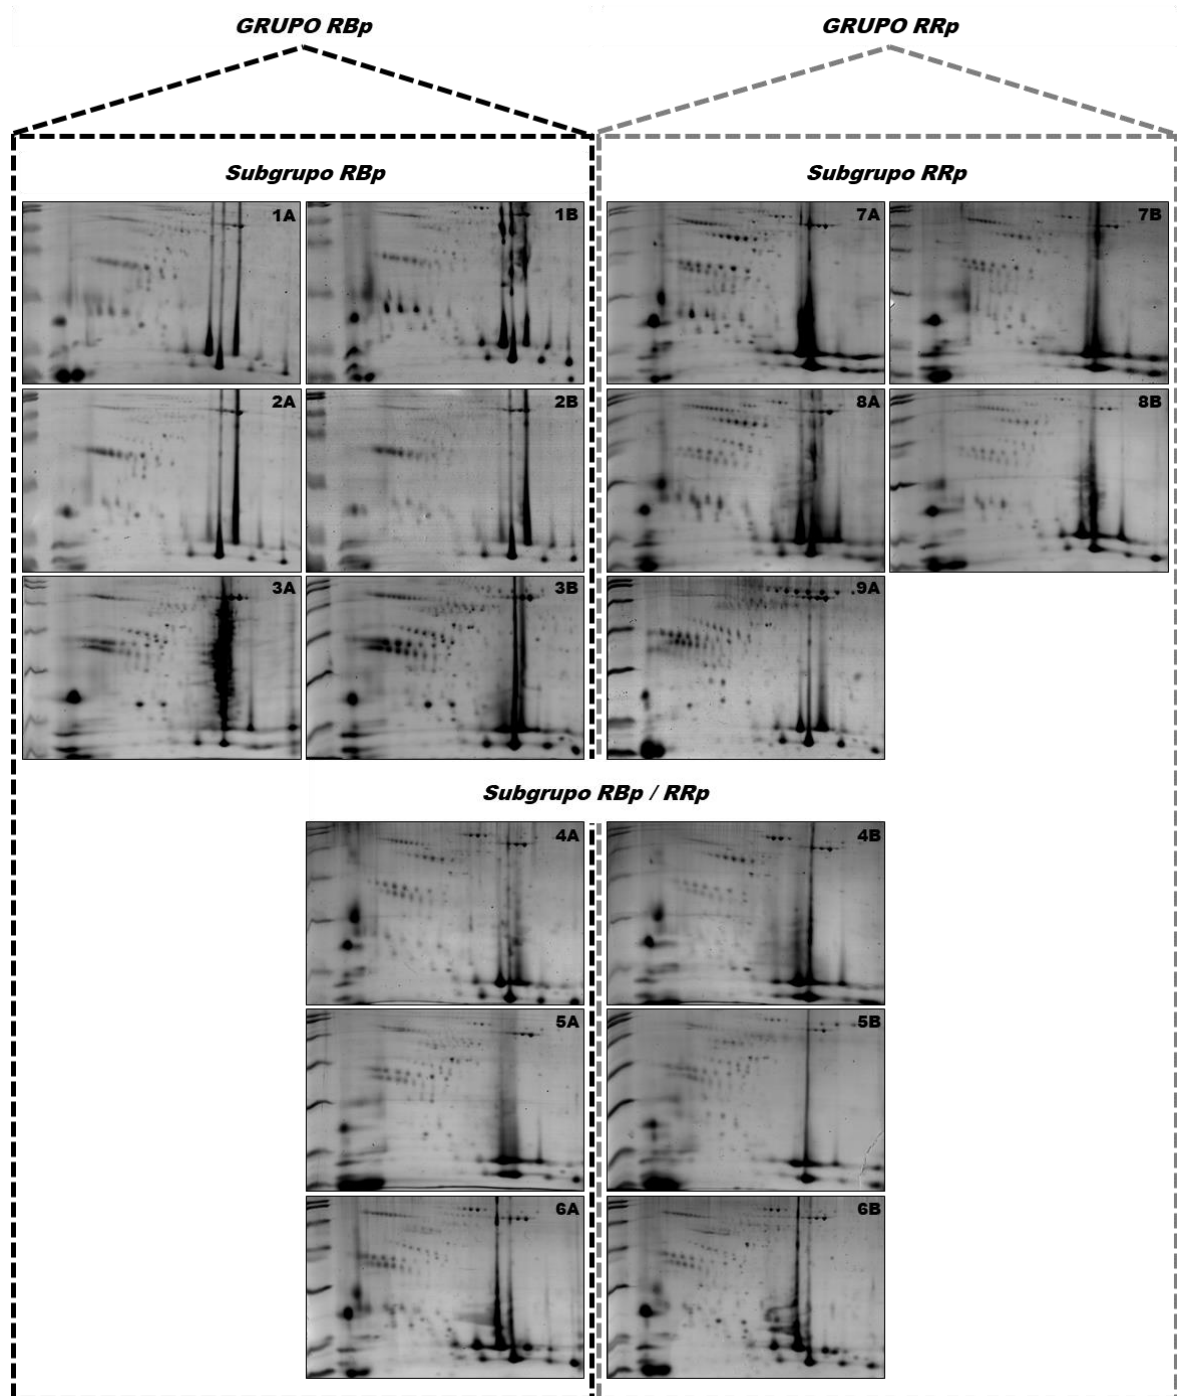 GRUPO RBp
GRUPO RRp
Subgrupo RBp
Subgrupo RRp
1A
1B
7A
7B
2A
2B
8A
8B
3A
3B
.9A
Subgrupo RBp / RRp
4A
4B
5A
5B
6A
6B